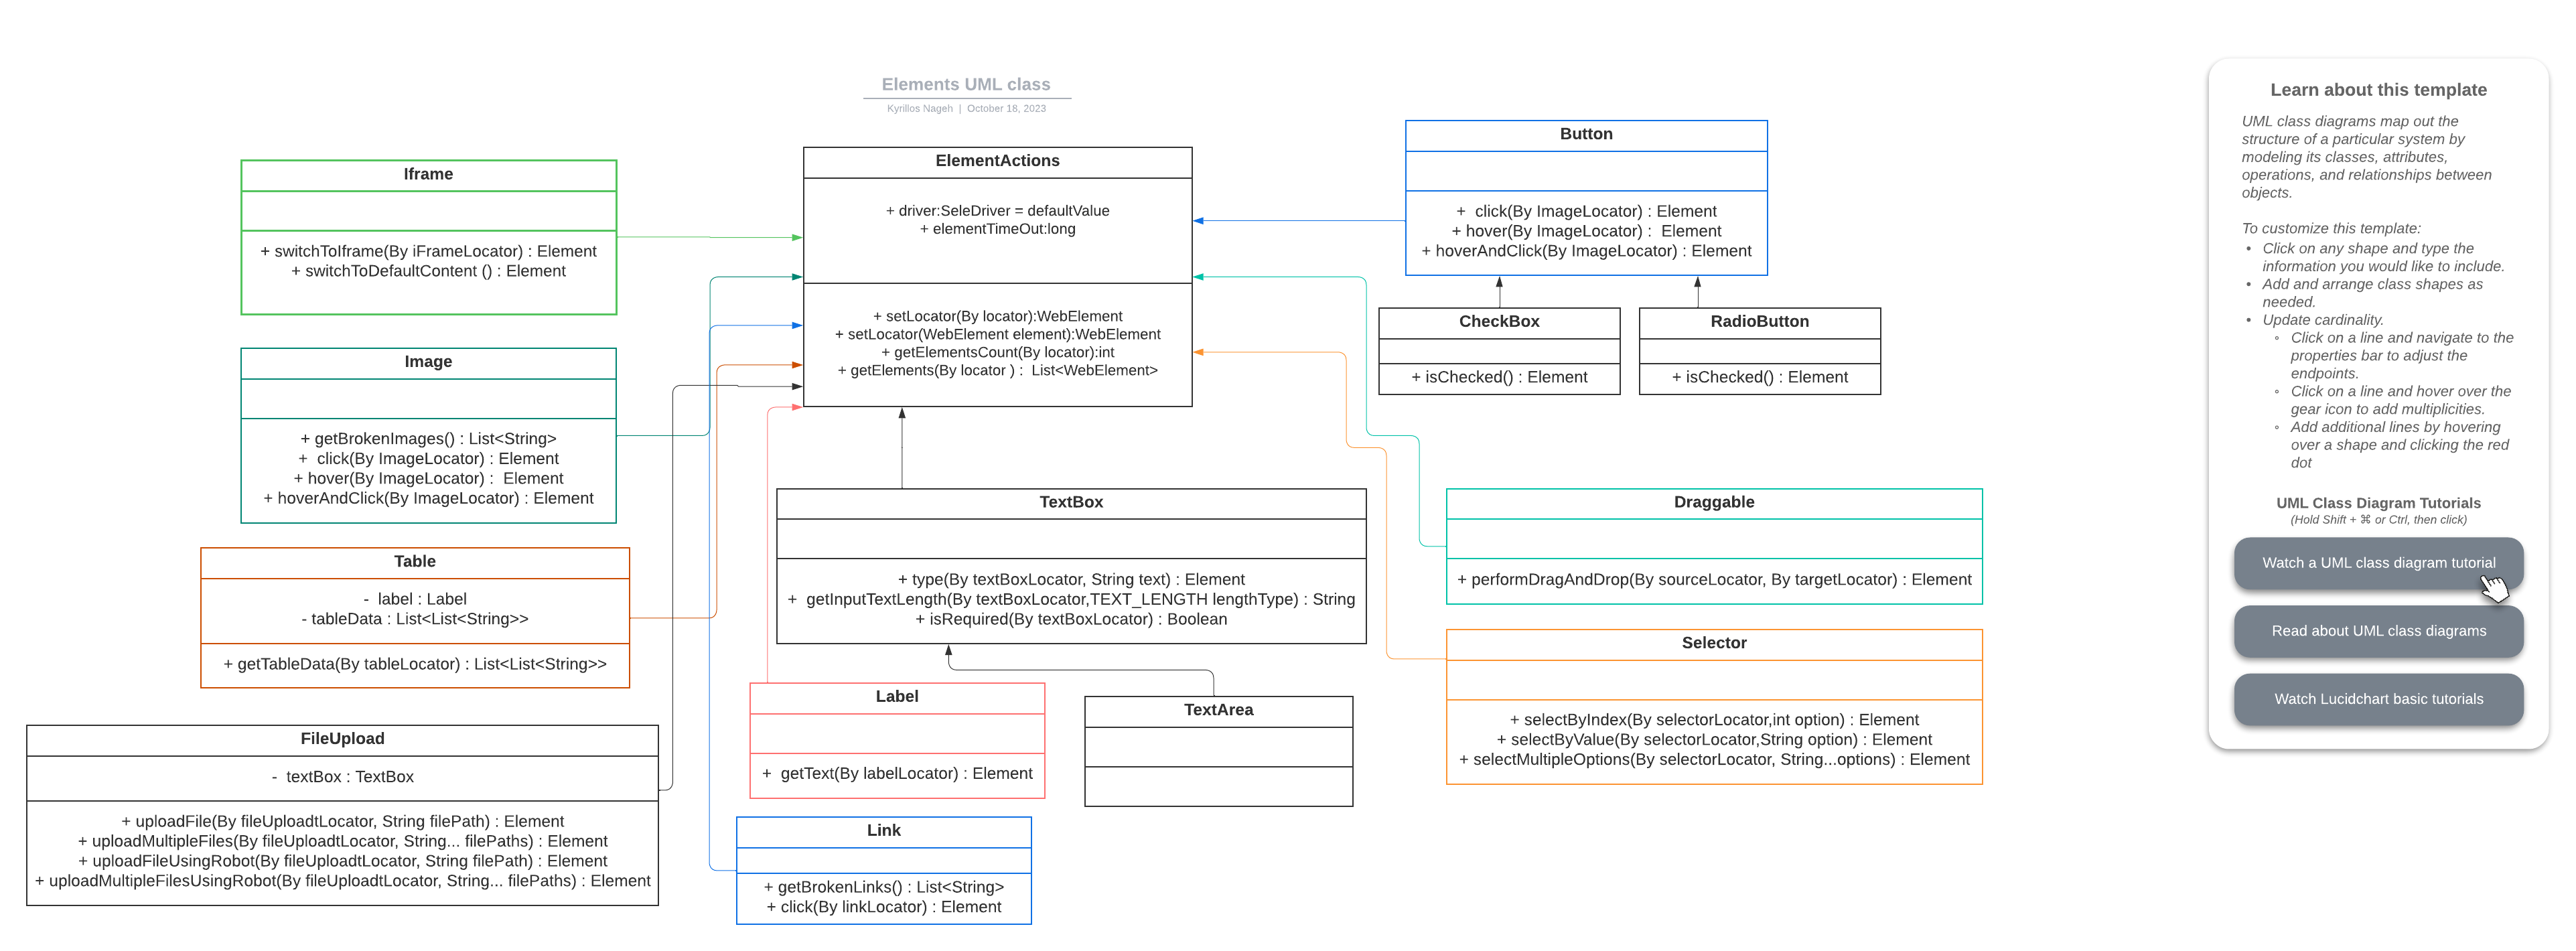 Elements UML class
Kyrillos Nageh | October 18, 2023
Iframe
+ switchToIframe(By iFrameLocator) : Element
+ switchToDefaultContent () : Element
Image
+ getBrokenImages() : List<String>
+ click(By ImageLocator) : Element
+ hover(By ImageLocator) : Element
+ hoverAndClick(By ImageLocator) : Element
Table
- label : Label
- tableData : List<List<String>>
+ getTableData(By tableLocator) : List<List<String>>
FileUpload
- textBox : TextBox
+ uploadFile(By fileUploadtLocator, String filePath) : Element
+ uploadMultipleFiles(By fileUploadtLocator, String... filePaths) : Element
+ uploadFileUsingRobot(By fileUploadtLocator, String filePath) : Element
+ uploadMultipleFilesUsingRobot(By fileUploadtLocator, String... filePaths) : Element
ElementActions
+ driver:SeleDriver = defaultValue
+ elementTimeOut:long
+ setLocator(By locator):WebElement
+ setLocator(WebElement element):WebElement
+ getElementsCount(By locator):int
+ getElements(By locator ) : List<WebElement>
TextBox
+ type(By textBoxLocator, String text) : Element
+ getInputTextLength(By textBoxLocator,TEXT_LENGTH lengthType) : String
+ isRequired(By textBoxLocator) : Boolean
Label
+ getText(By labelLocator) : Element
TextArea
Link
+ getBrokenLinks() : List<String>
+ click(By linkLocator) : Element
Button
+ click(By ImageLocator) : Element
+ hover(By ImageLocator) : Element
+ hoverAndClick(By ImageLocator) : Element
CheckBox
+ isChecked() : Element
RadioButton
+ isChecked() : Element
Draggable
+ performDragAndDrop(By sourceLocator, By targetLocator) : Element
Selector
+ selectByIndex(By selectorLocator,int option) : Element
+ selectByValue(By selectorLocator,String option) : Element
+ selectMultipleOptions(By selectorLocator, String...options) : Element
Learn about this template
UML class diagrams map out the
structure of a particular system by
modeling its classes, attributes,
operations, and relationships between
objects.
To customize this template:
• Click on any shape and type the
information you would like to include.
• Add and arrange class shapes as
needed.
• Update cardinality.
◦ Click on a line and navigate to the
properties bar to adjust the
endpoints.
◦ Click on a line and hover over the
gear icon to add multiplicities.
◦ Add additional lines by hovering
over a shape and clicking the red
dot
UML Class Diagram Tutorials
(Hold Shift + ⌘ or Ctrl, then click)
Watch a UML class diagram tutorial
Read about UML class diagrams
Watch Lucidchart basic tutorials